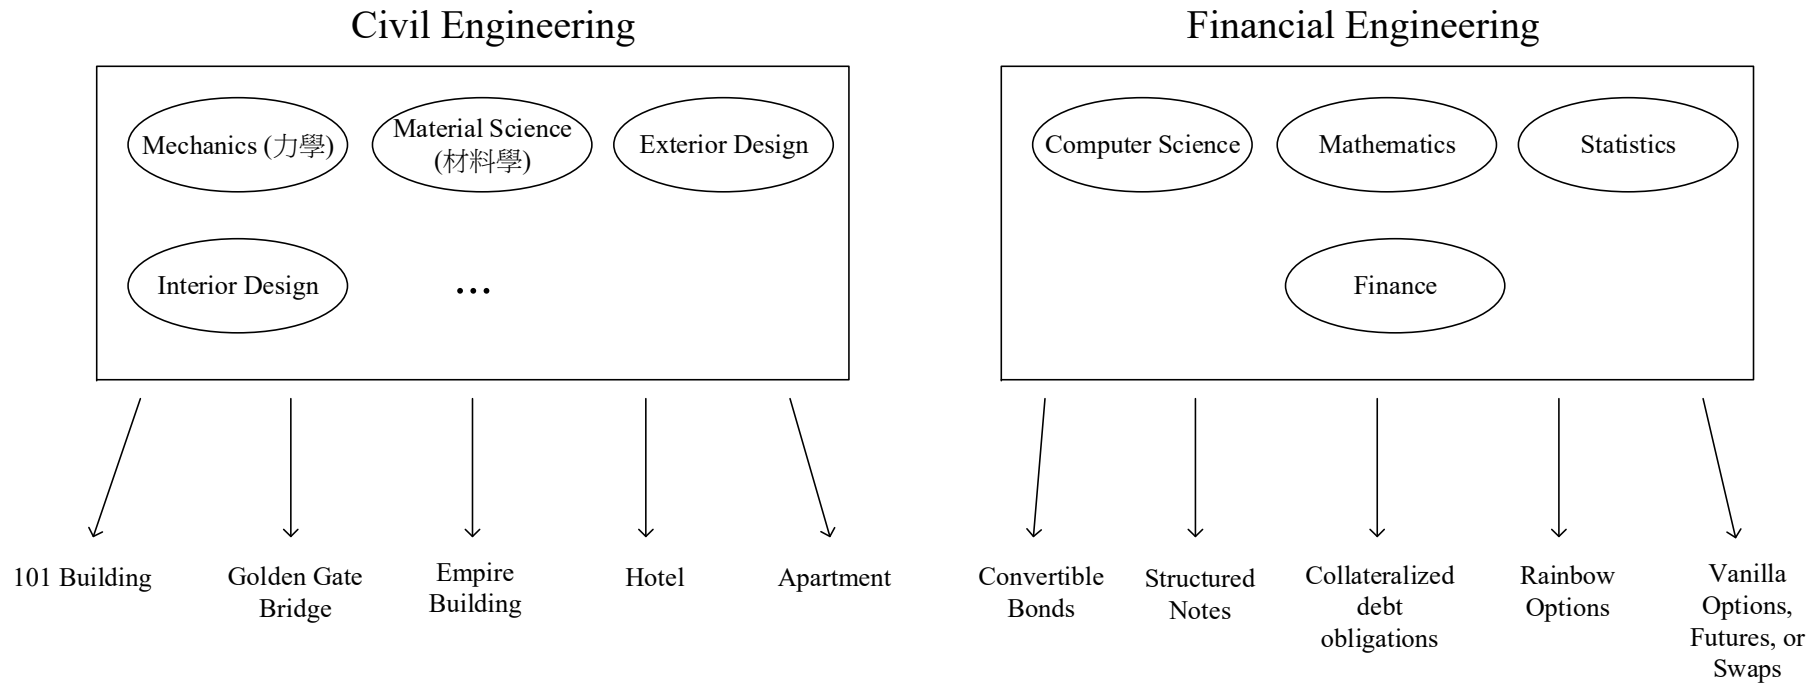 Civil Engineering
Financial Engineering
Mechanics (力學)
Material Science
(材料學)
Exterior Design
Interior Design
...
Computer Science
Mathematics
Statistics
Finance
101 Building
Golden Gate
Bridge
Empire
Building
Hotel
Apartment
Convertible
Bonds
Structured
Notes
Collateralized
debt
obligations
Rainbow
Options
Vanilla
Options,
Futures, or
Swaps